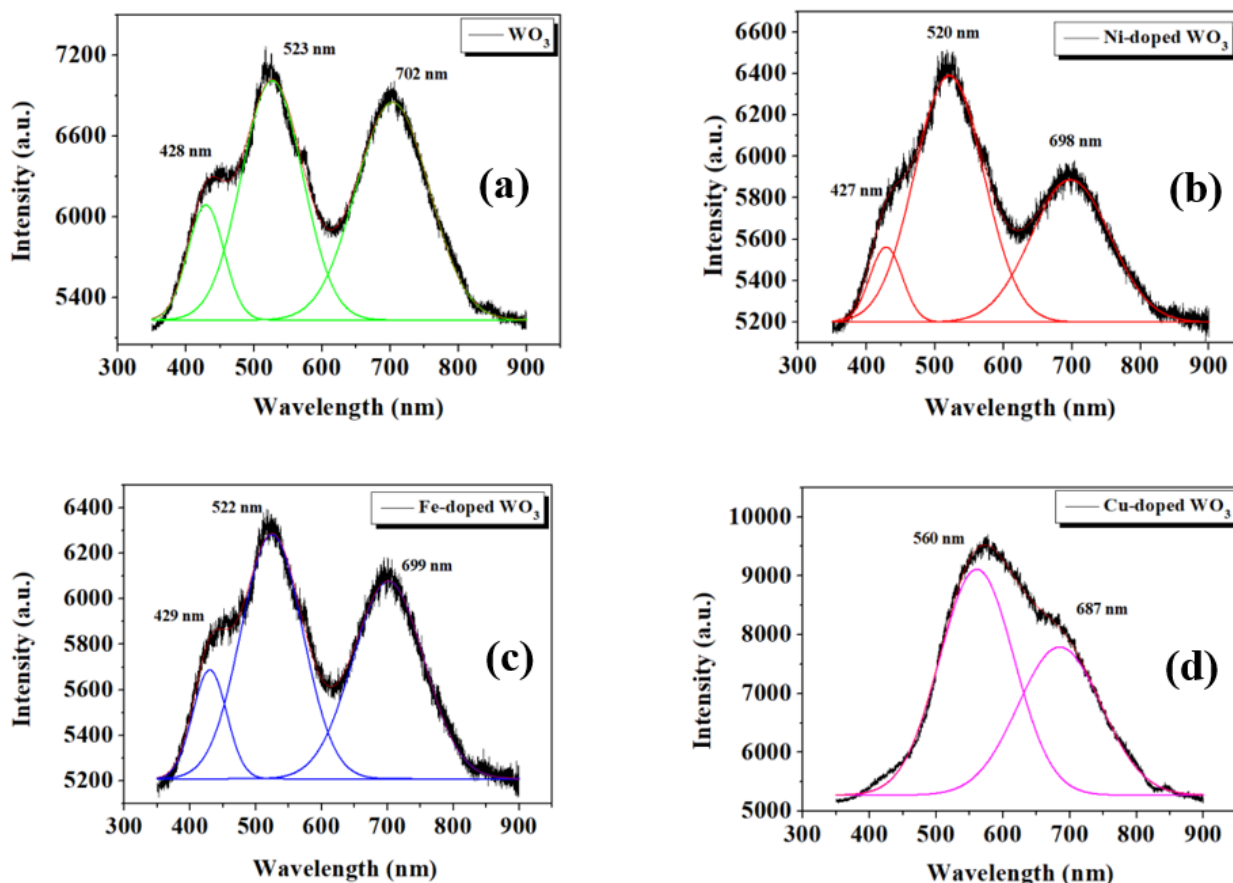 WO3
523 nm
702 nm
428 nm
(a)
7200
6600
6000
5400
Intensity (a.u.)
300 400 500 600 700 800 900
Wavelength (nm)
Ni-doped WO3
520 nm
698 nm
427 nm
(b)
6800
6400
6000
5600
5200
Intensity (a.u.)
300 400 500 600 700 800 900
Wavelength (nm)
Fe-doped WO3
522 nm
699 nm
429 nm
(c)
6400
6200
6000
5800
5600
5400
5200
Intensity (a.u.)
300 400 500 600 700 800 900
Wavelength (nm)
Cu-doped WO3
560 nm
687 nm
(d)
10000
9000
8000
7000
6000
5000
Intensity (a.u.)
300 400 500 600 700 800 900
Wavelength (nm)